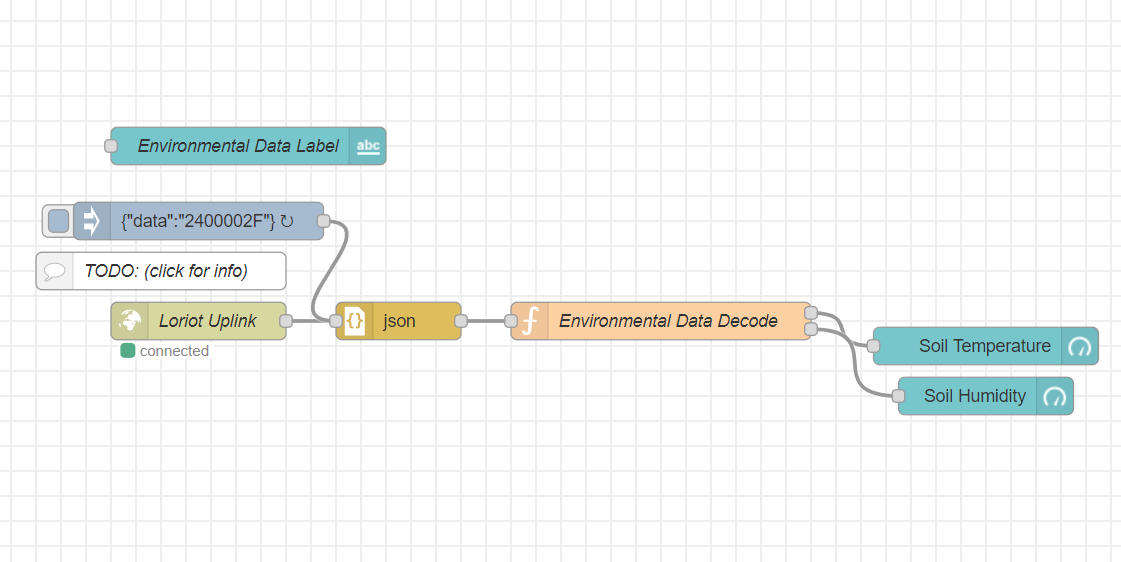 Environmental Data Label
abc
{"data":"2400002F"} ↻
TODO: (click for info)
Loriot Uplink
{} json
f Environmental Data Decode
connected
Soil Temperature
Soil Humidity